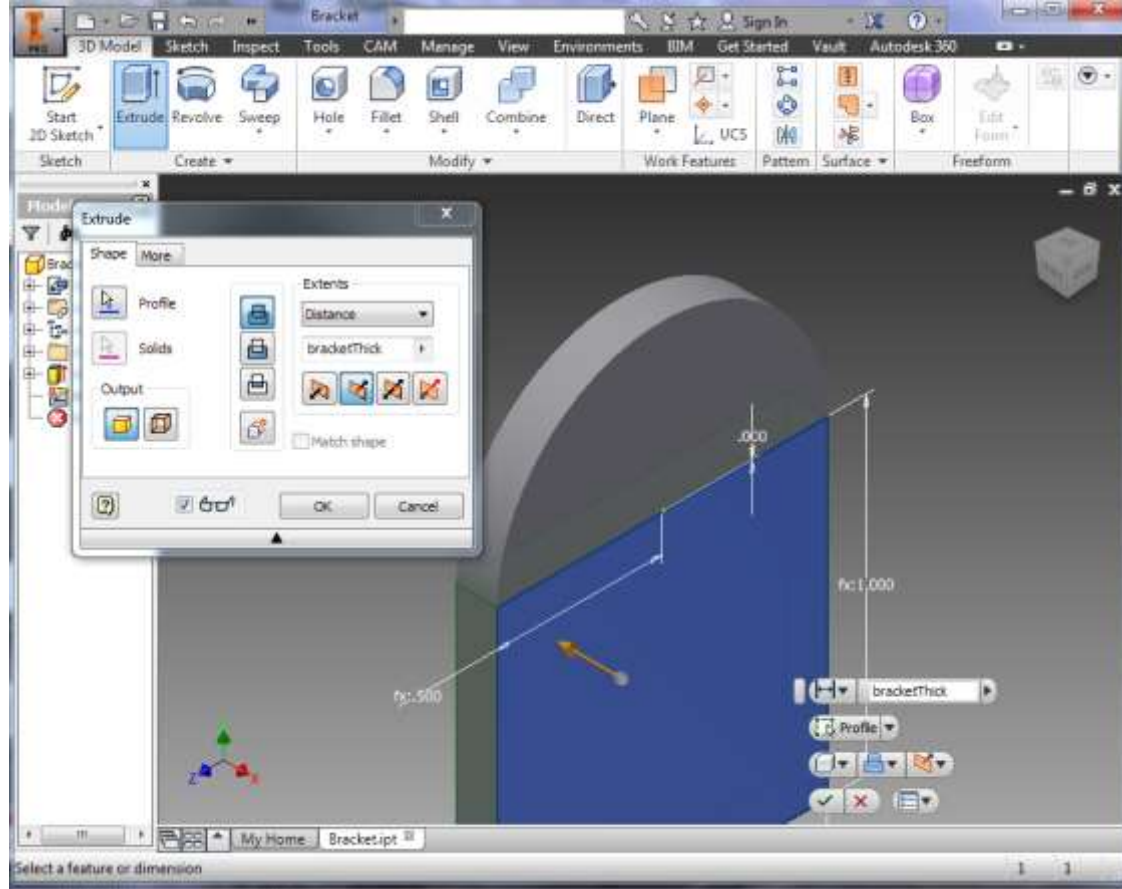 Bracket
Sign In
PRO
3D Model Sketch Inspect Tools CAM Manage View Environments BIM Get Started Vault Autodesk 360
Start 2D Sketch
Extrude Revolve Sweep
Hole Fillet Shell Combine
Direct
Plane
UCS
Box
Edit Form
Sketch Create Modify Work Features Pattern Surface Freeform
Extrude
Shape More
Profile
Solids
Output
Extents
Distance
bracketThick
Match shape
OK Cancel
.000
fx:1.000
fx:.500
bracketThick
Profile
Z X
My Home Bracket.ipt
Select a feature or dimension
1 3